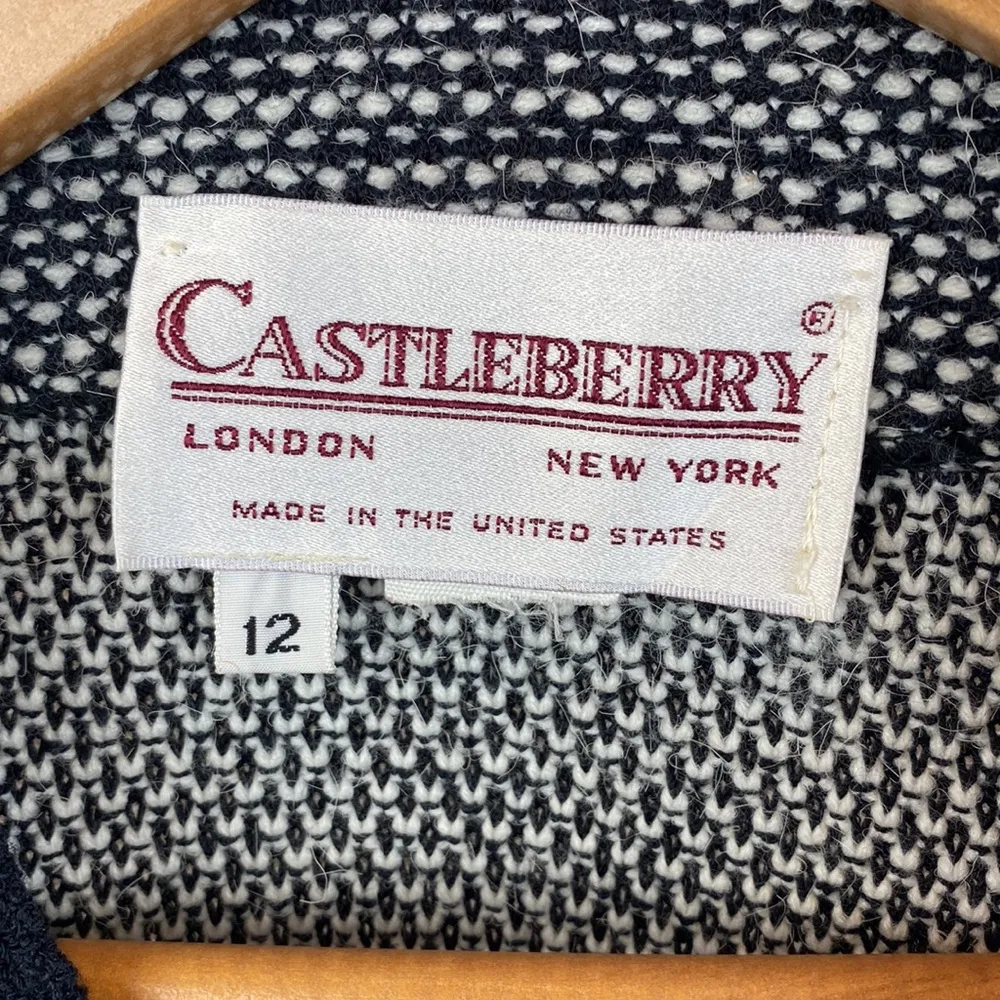 CASTLEBERRY®
LONDON NEW YORK
MADE IN THE UNITED STATES
12